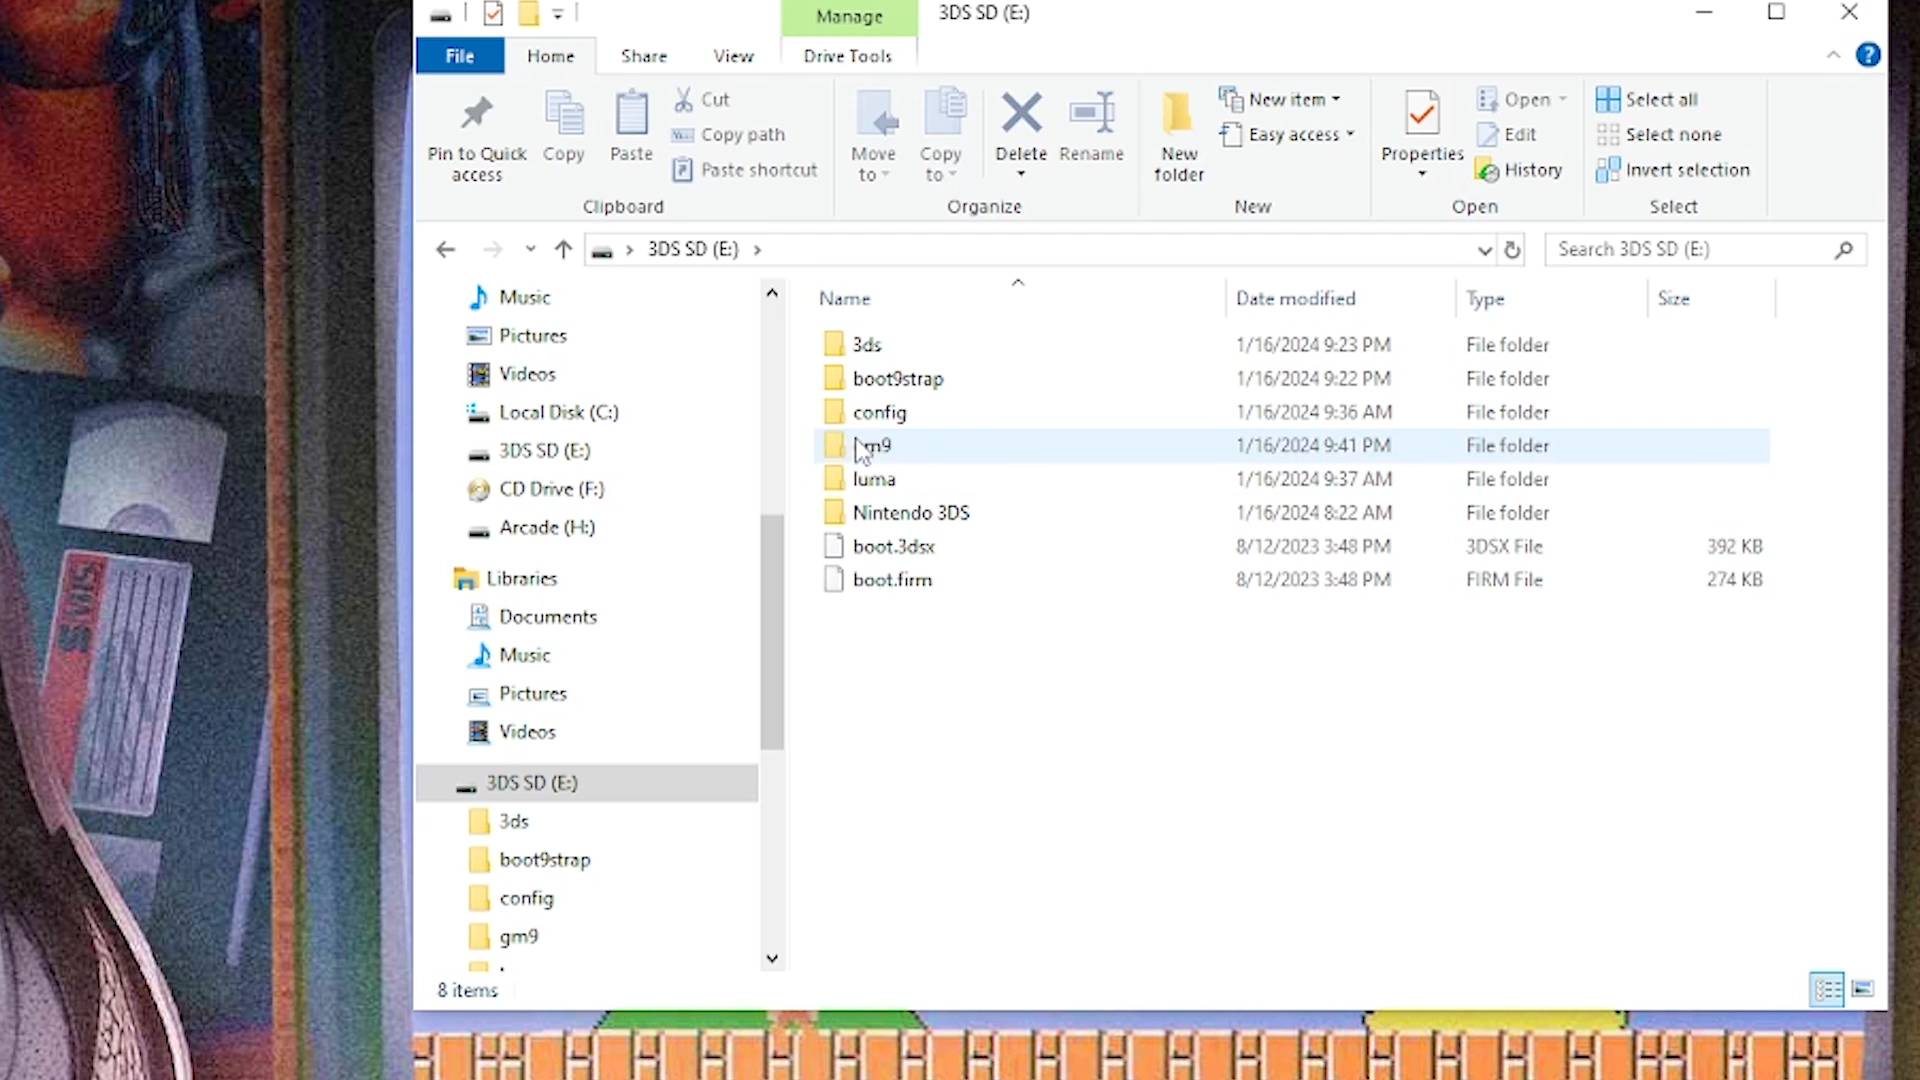 Manage
3DS SD (E:)
File
Home
Share
View
Drive Tools
Pin to Quick access
Copy
Paste
Cut
Copy path
Paste shortcut
Clipboard
Move to
Copy to
Delete
Rename
Organize
New folder
New item
Easy access
New
Properties
Open
Edit
History
Open
Select all
Select none
Invert selection
Select
3DS SD (E:)
Search 3DS SD (E:)
Music
Pictures
Videos
Local Disk (C:)
3DS SD (E:)
CD Drive (F:)
Arcade (H:)
Libraries
Documents
Music
Pictures
Videos
3DS SD (E:)
3ds
boot9strap
config
gm9
Name Date modified Type Size
3ds 1/16/2024 9:23 PM File folder
boot9strap 1/16/2024 9:22 PM File folder
config 1/16/2024 9:36 AM File folder
gm9 1/16/2024 9:41 PM File folder
luma 1/16/2024 9:37 AM File folder
Nintendo 3DS 1/16/2024 8:22 AM File folder
boot.3dsx 8/12/2023 3:48 PM 3DSX File 392 KB
boot.firm 8/12/2023 3:48 PM FIRM File 274 KB
8 items